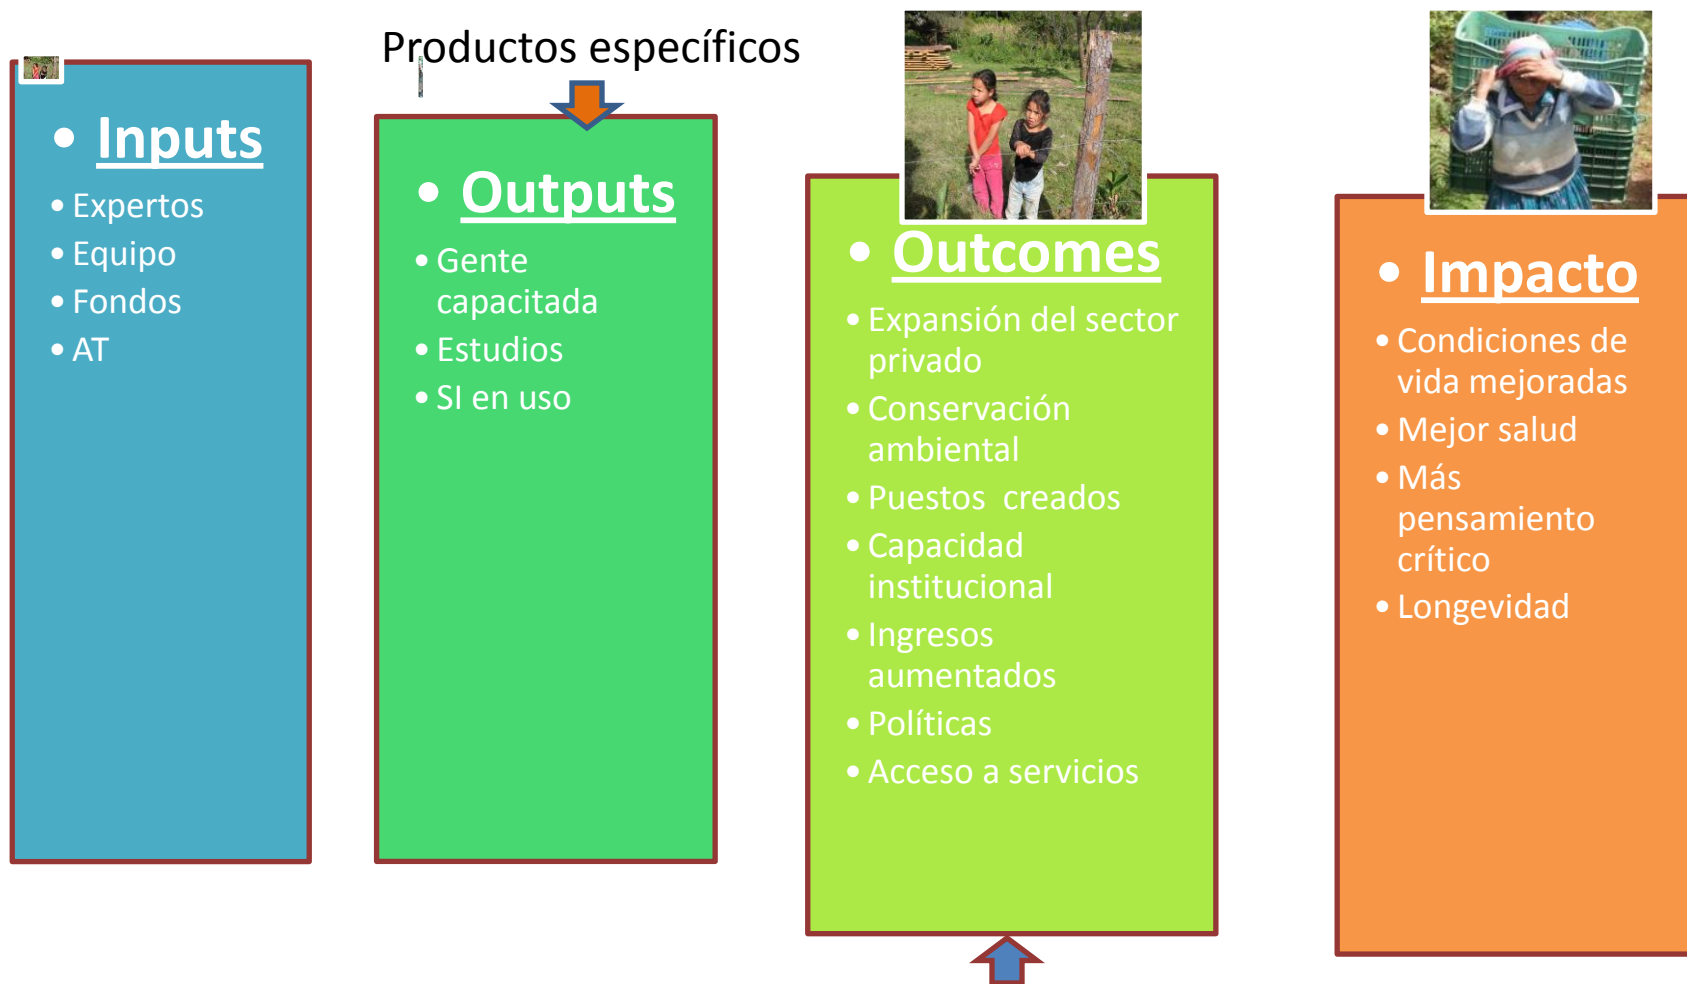 Productos específicos
• Inputs
• Expertos
• Equipo
• Fondos
• AT
• Outputs
• Gente
capacitada
• Estudios
• SI en uso
• Outcomes
• Expansión del sector
privado
• Conservación
ambiental
• Puestos  creados
• Capacidad
institucional
• Ingresos
aumentados
• Políticas
• Acceso a servicios
• Impacto
• Condiciones de
vida mejoradas
• Mejor salud
• Más
pensamiento
crítico
• Longevidad